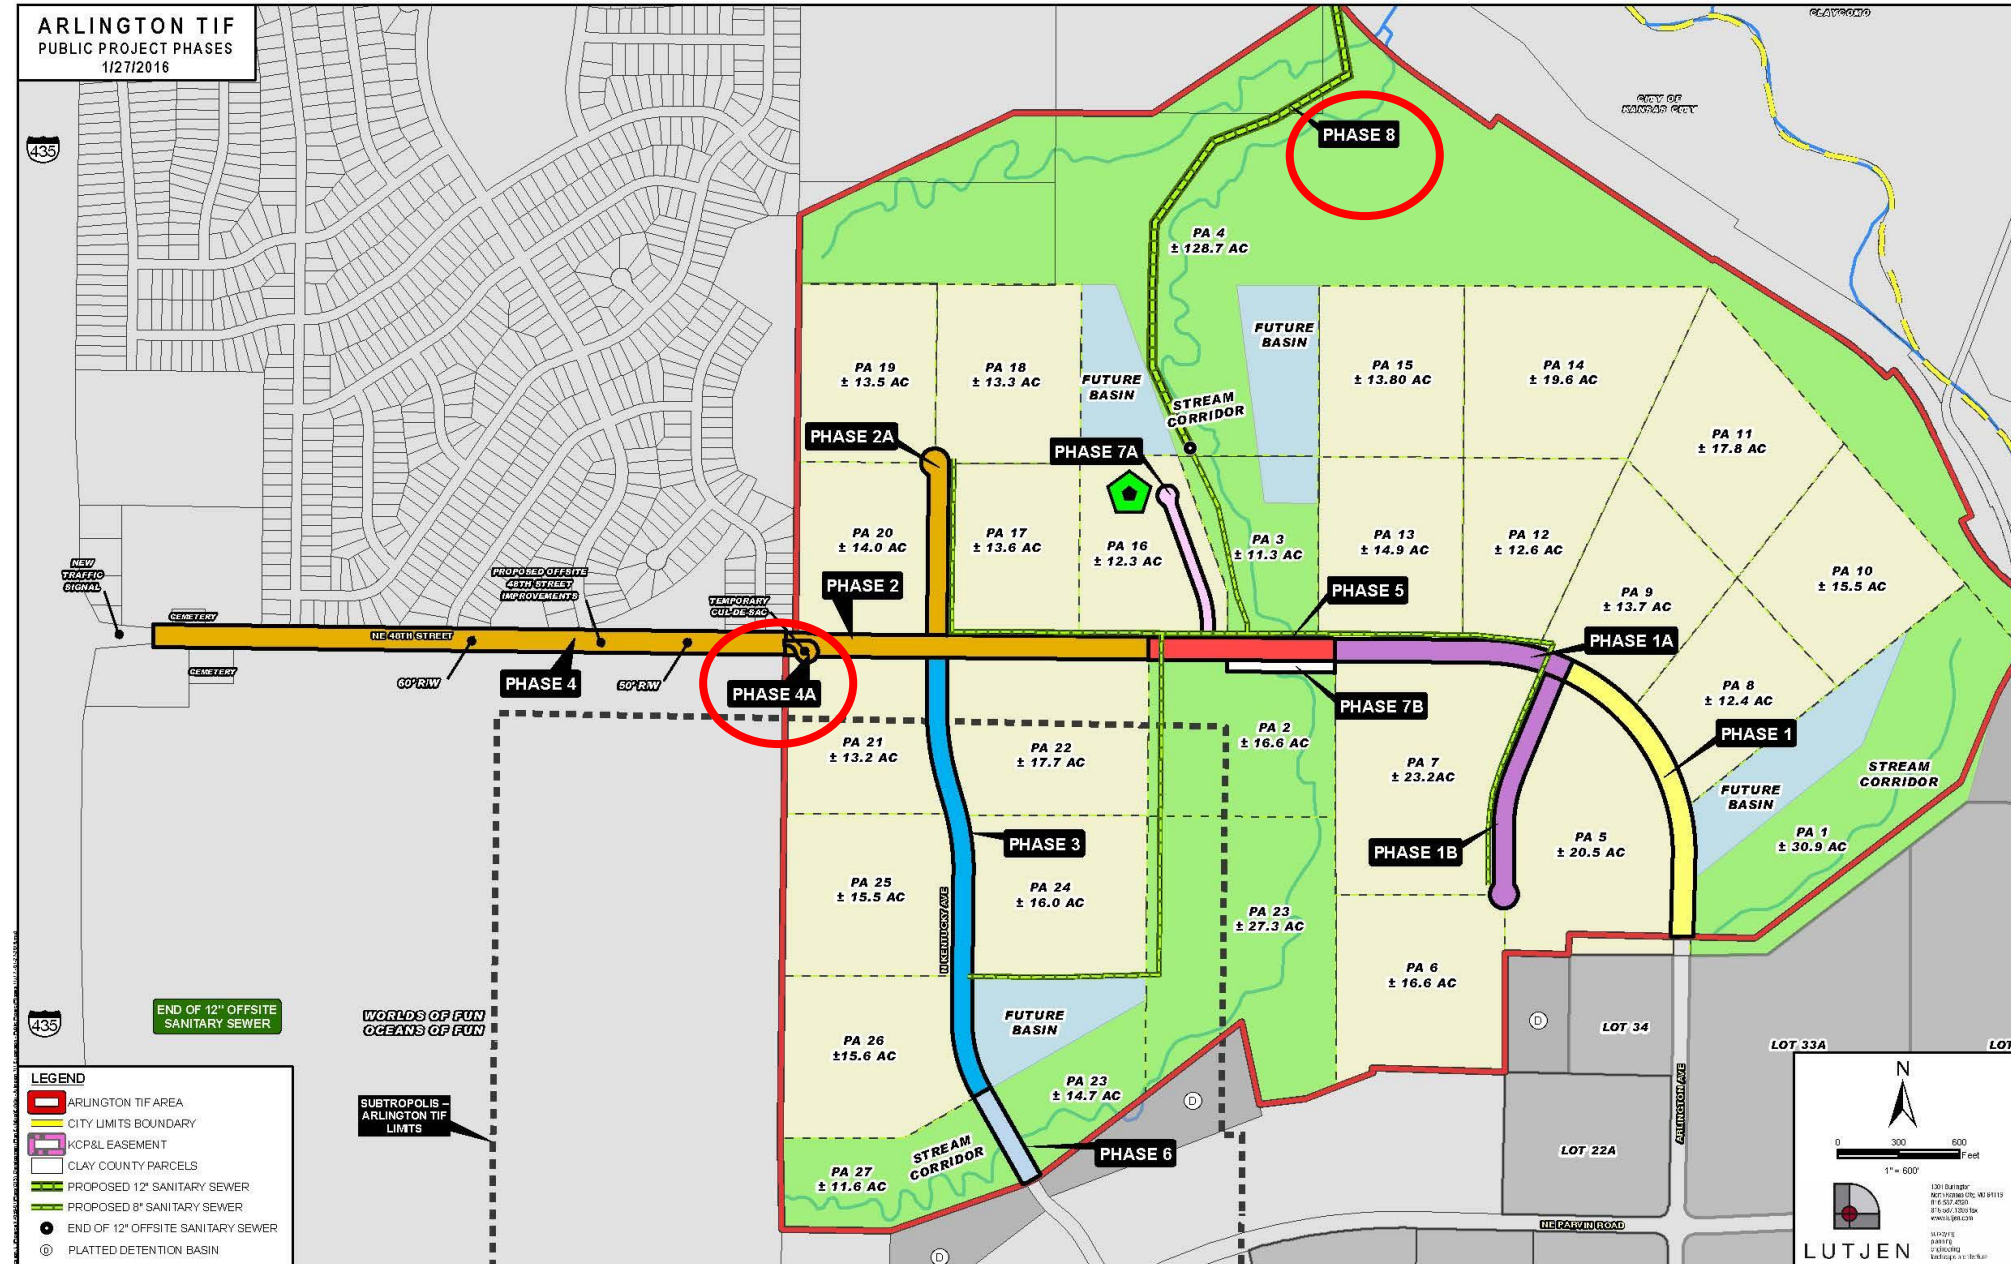 ARLINGTON TIF
PUBLIC PROJECT PHASES
1/27/2016
CLAYCOMO
CITY OF
KANSAS CITY
435
PHASE 8
PA 4
± 128.7 AC
FUTURE
BASIN
PA 19
± 13.5 AC
PA 18
± 13.3 AC
FUTURE
BASIN
STREAM
CORRIDOR
PA 15
± 13.80 AC
PA 14
± 19.6 AC
PA 11
± 17.8 AC
PHASE 2A
PHASE 7A
PA 20
± 14.0 AC
PA 17
± 13.6 AC
PA 16
± 12.3 AC
PA 3
± 11.3 AC
PA 13
± 14.9 AC
PA 12
± 12.6 AC
PA 10
± 15.5 AC
PA 9
± 13.7 AC
NEW
TRAFFIC
SIGNAL
PROPOSED OFFSITE
48TH STREET
IMPROVEMENTS
TEMPORARY
CUL-DE-SAC
PHASE 2
PHASE 5
CEMETERY
NE 48TH STREET
CEMETERY
60' R/W
PHASE 4
50' R/W
PHASE 4A
PHASE 1A
PHASE 7B
PA 8
± 12.4 AC
PHASE 1
PA 21
± 13.2 AC
PA 22
± 17.7 AC
PA 2
± 16.6 AC
PA 7
± 23.2AC
STREAM
CORRIDOR
FUTURE
BASIN
PHASE 3
PHASE 1B
PA 5
± 20.5 AC
PA 1
± 30.9 AC
PA 25
± 15.5 AC
PA 24
± 16.0 AC
N KENTUCKY AVE
PA 23
± 27.3 AC
PA 6
± 16.6 AC
435
END OF 12" OFFSITE
SANITARY SEWER
WORLDS OF FUN
OCEANS OF FUN
FUTURE
BASIN
PA 26
±15.6 AC
D
LOT 34
LOT 33A
LOT
PA 23
± 14.7 AC
D
SUBTROPOLIS –
ARLINGTON TIF
LIMITS
STREAM
CORRIDOR
PHASE 6
PA 27
± 11.6 AC
ARLINGTON AVE
LOT 22A
NE PARVIN ROAD
D
LEGEND
ARLINGTON TIF AREA
CITY LIMITS BOUNDARY
KCP&L EASEMENT
CLAY COUNTY PARCELS
PROPOSED 12" SANITARY SEWER
PROPOSED 8" SANITARY SEWER
END OF 12" OFFSITE SANITARY SEWER
D PLATTED DETENTION BASIN
N
0 300 600
Feet
1" = 600'
LUTJEN